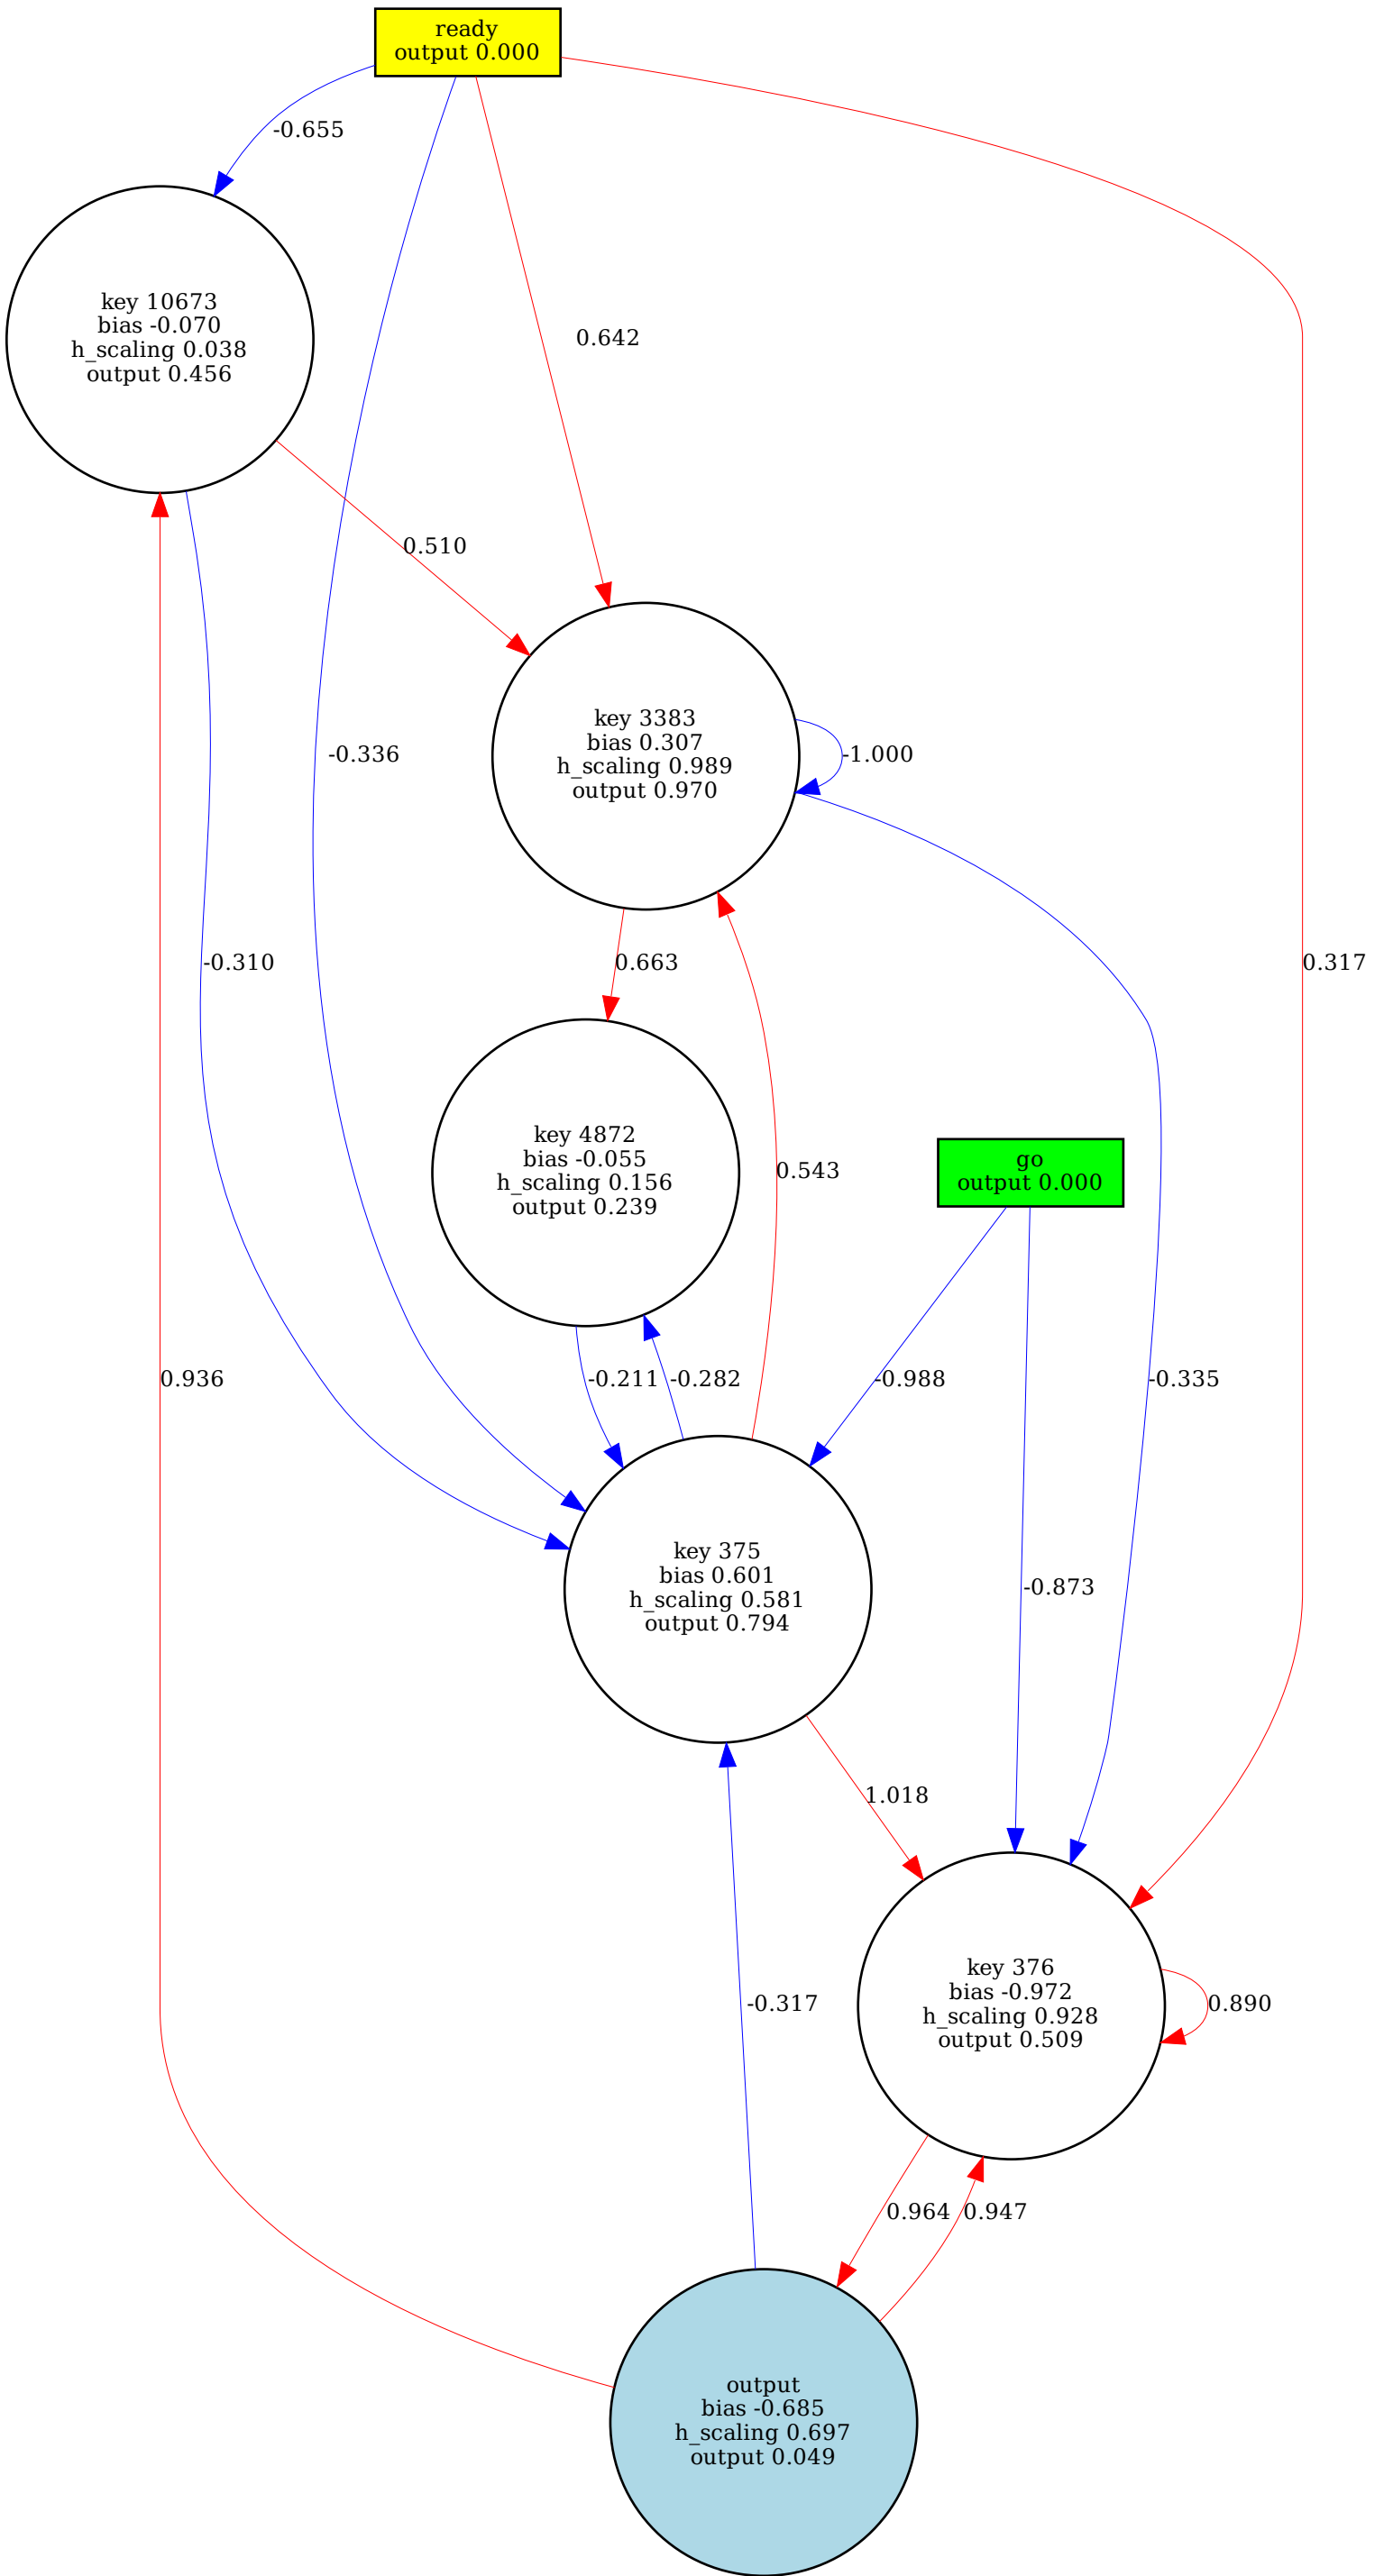 ready
output 0.000
-0.655
key 10673
bias -0.070
h_scaling 0.038
output 0.456
0.642
0.510
key 3383
bias 0.307
h_scaling 0.989
output 0.970
-0.336
-1.000
-0.310
0.663
0.317
key 4872
bias -0.055
h_scaling 0.156
output 0.239
0.543
go
output 0.000
0.936
-0.211
-0.282
-0.988
-0.335
key 375
bias 0.601
h_scaling 0.581
output 0.794
-0.873
1.018
key 376
bias -0.972
h_scaling 0.928
output 0.509
-0.317
0.890
0.964
0.947
output
bias -0.685
h_scaling 0.697
output 0.049